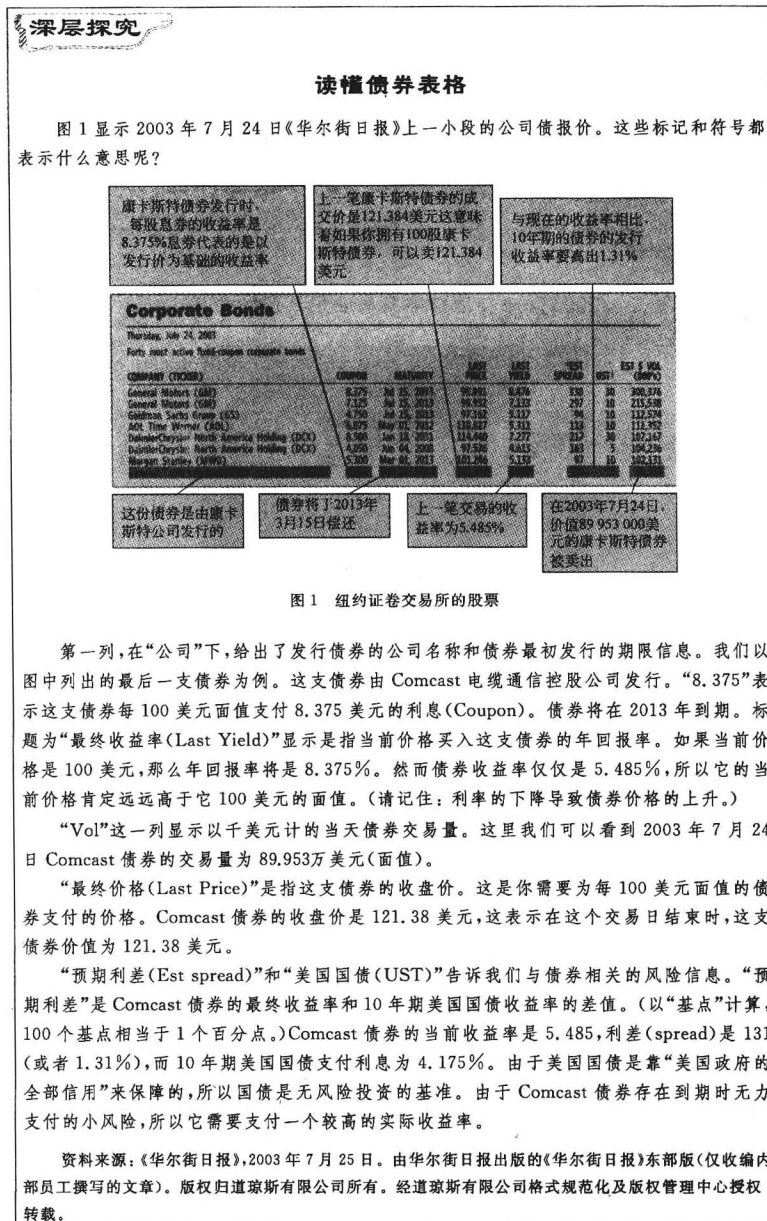 深层探究
读懂债券表格
图1显示2003年7月24日《华尔街日报》上一小段的公司债报价。这些标记和符号都
表示什么意思呢?
康卡斯特债券发行时,
每股息券的收益率是
8.375%息券代表的是以
发行价为基础的收益率
上一笔康卡斯特债券的成
交价是121.384美元这意味
着如果你拥有100股康卡
斯特债券,可以卖121.384
美元
与现在的收益率相比,
10年期的债券的发行
收益率要高出1.31%
Corporate Bonds
Thursday, July 24, 2003
Forty most active fixed-coupon corporate bonds
COMPANY (TICKER) COUPON MATURITY LAST PRICE LAST YIELD EST SPREAD UST EST $ VOL (000's)
General Motors (GM) 8.375
General Motors (GM) 7.125
Goldman Sachs Group (GS) 4.750
AOL Time Warner (AOL) 6.875
DaimlerChrysler North America Holding (DCX)
DaimlerChrysler North America Holding (DCX)
Morgan Stanley (MWD) 5.300
这份债券是由康卡
斯特公司发行的
债券将于2013年
3月15日偿还
上一笔交易的收
益率为5.485%
在2003年7月24日,
价值89 953 000美
元的康卡斯特债券
被卖出
图1 纽约证卷交易所的股票
第一列,在“公司”下,给出了发行债券的公司名称和债券最初发行的期限信息。我们以
图中列出的最后一支债券为例。这支债券由Comcast电缆通信控股公司发行。“8.375”表
示这支债券每100美元面值支付8.375美元的利息(Coupon)。债券将在2013年到期。标
题为“最终收益率(Last Yield)”显示是指当前价格买入这支债券的年回报率。如果当前价
格是100美元,那么年回报率将是8.375%。然而债券收益率仅仅是5.485%,所以它的当
前价格肯定远远高于它100美元的面值。(请记住:利率的下降导致债券价格的上升。)
“Vol”这一列显示以千美元计的当天债券交易量。这里我们可以看到2003年7月24
日Comcast债券的交易量为89.953万美元(面值)。
“最终价格(Last Price)”是指这支债券的收盘价。这是你需要为每100美元面值的债
券支付的价格。Comcast债券的收盘价是121.38美元,这表示在这个交易日结束时,这支
债券价值为121.38美元。
“预期利差(Est spread)”和“美国国债(UST)”告诉我们与债券相关的风险信息。“预
期利差”是Comcast债券的最终收益率和10年期美国国债收益率的差值。(以“基点”计算,
100个基点相当于1个百分点。)Comcast债券的当前收益率是5.485,利差(spread)是131
(或者1.31%),而10年期美国国债支付利息为4.175%。由于美国国债是靠“美国政府的
全部信用”来保障的,所以国债是无风险投资的基准。由于Comcast债券存在到期时无力
支付的小风险,所以它需要支付一个较高的实际收益率。
资料来源:《华尔街日报》,2003年7月25日。由华尔街日报出版的《华尔街日报》东部版(仅收编内
部员工撰写的文章)。版权归道琼斯有限公司所有。经道琼斯有限公司格式规范化及版权管理中心授权
转载。